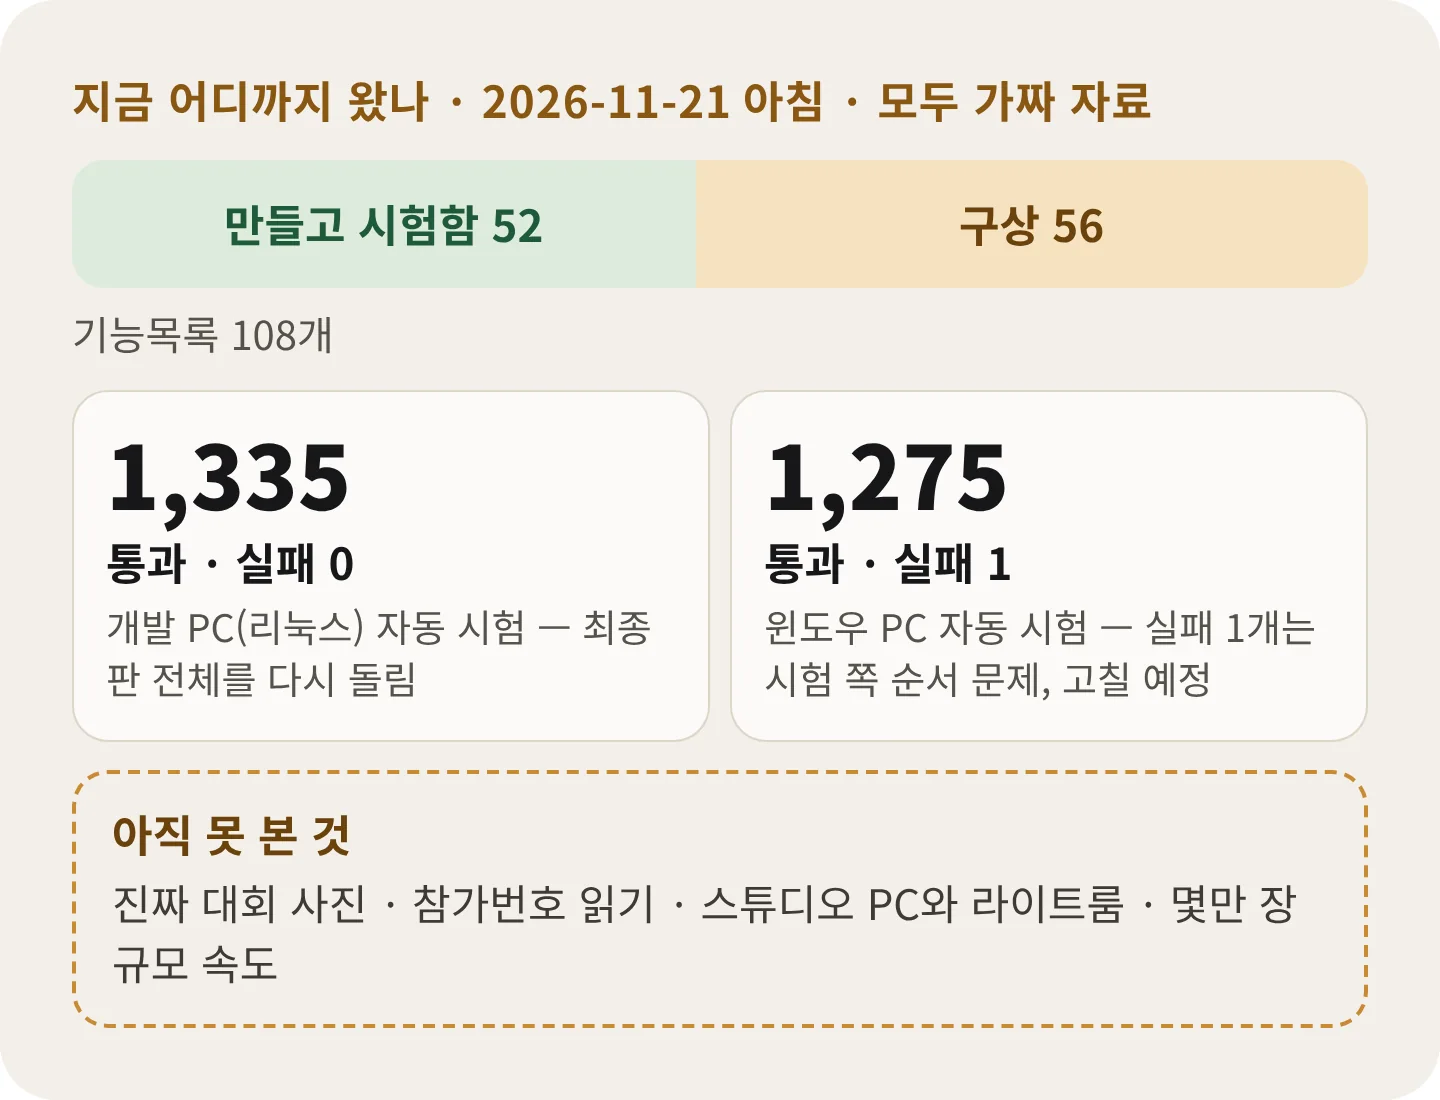 지금 어디까지 왔나 · 2026-11-21 아침 · 모두 가짜 자료
만들고 시험함 52
구상 56
기능목록 108개
1,335
통과 · 실패 0
개발 PC(리눅스) 자동 시험 — 최종
판 전체를 다시 돌림
1,275
통과 · 실패 1
윈도우 PC 자동 시험 — 실패 1개는
시험 쪽 순서 문제, 고칠 예정
아직 못 본 것
진짜 대회 사진 · 참가번호 읽기 · 스튜디오 PC와 라이트룸 · 몇만 장
규모 속도